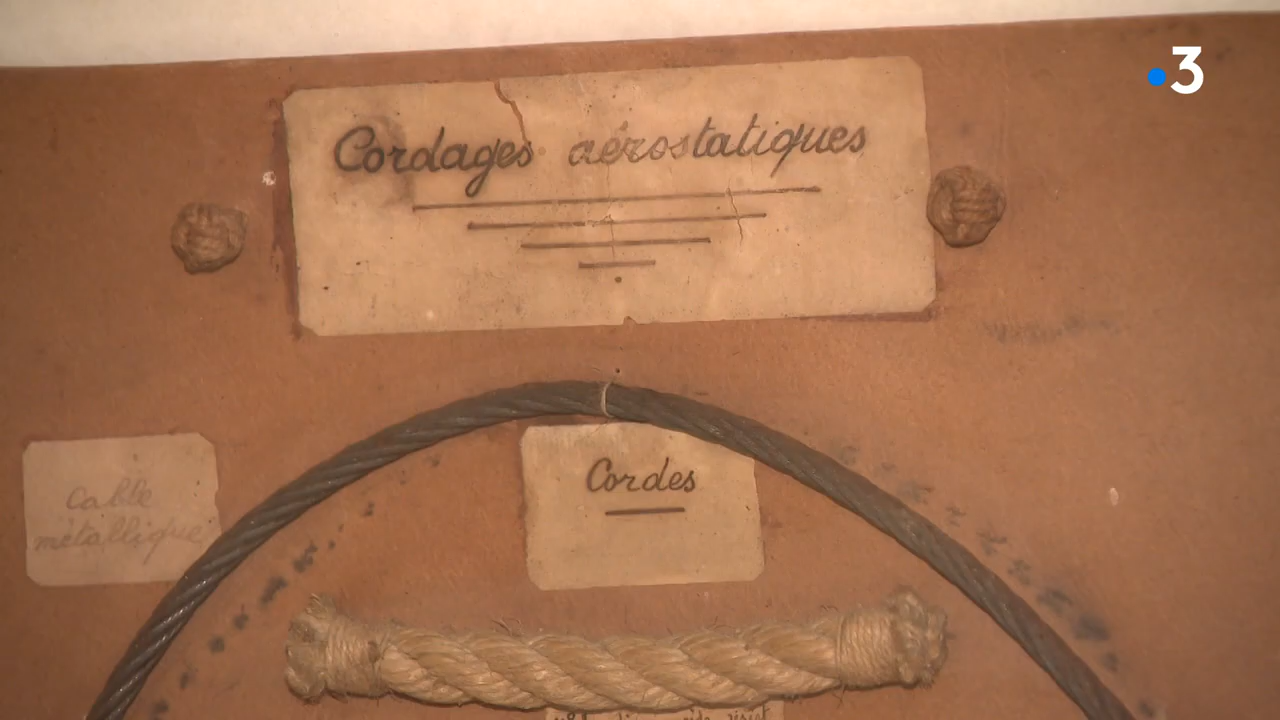 3
Cordages aérostatiques
Cordes
cable
métallique